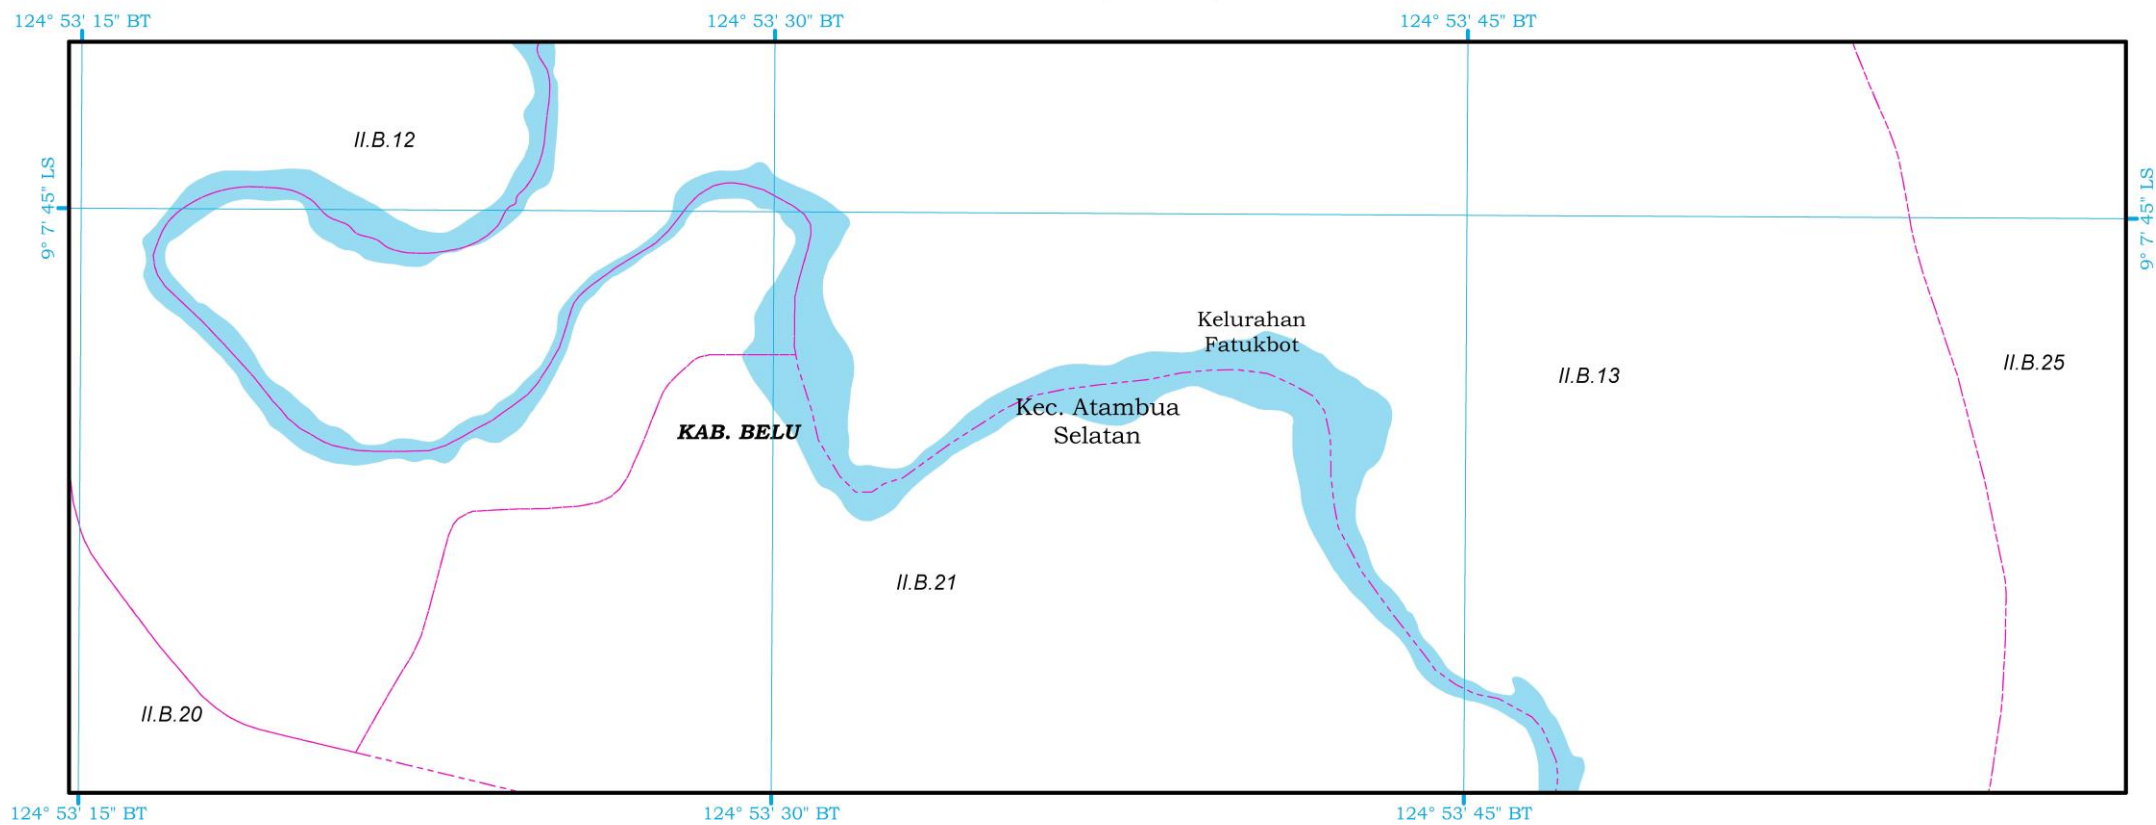 124° 53' 15" BT
124° 53' 30" BT
124° 53' 45" BT
II.B.12
9° 7' 45" LS
9° 7' 45" LS
Kelurahan
Fatukbot
II.B.13
II.B.25
Kec. Atambua
Selatan
KAB. BELU
II.B.21
II.B.20
124° 53' 15" BT
124° 53' 30" BT
124° 53' 45" BT